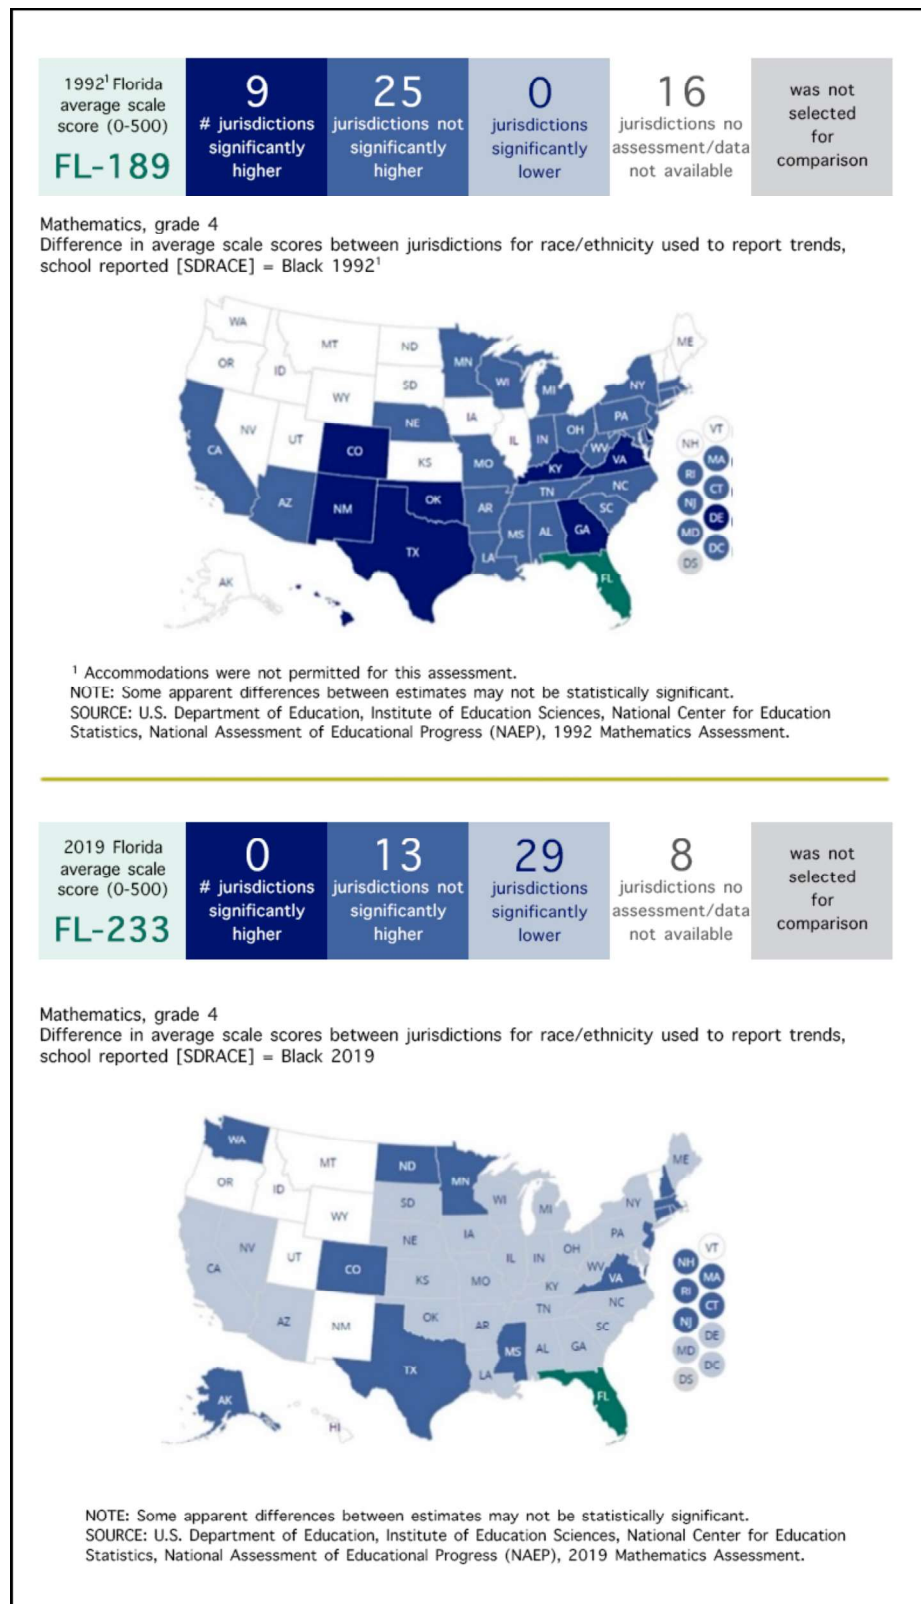 1992¹ Florida
average scale
score (0-500)
FL-189
9
# jurisdictions
significantly
higher
25
jurisdictions not
significantly
higher
0
jurisdictions
significantly
lower
16
jurisdictions no
assessment/data
not available
was not
selected
for
comparison
Mathematics, grade 4
Difference in average scale scores between jurisdictions for race/ethnicity used to report trends,
school reported [SDRACE] = Black 1992¹
WA
MT
ND
MN
ME
OR
ID
SD
WI
MI
NY
WY
IA
PA
NE
NV
UT
IL
IN
OH
CA
CO
KS
MO
WV
VA
KY
VT
NH
MA
RI
CT
NJ
DE
MD
DC
DS
AZ
NM
OK
AR
TN
NC
SC
MS
AL
GA
TX
LA
FL
AK
¹ Accommodations were not permitted for this assessment.
NOTE: Some apparent differences between estimates may not be statistically significant.
SOURCE: U.S. Department of Education, Institute of Education Sciences, National Center for Education
Statistics, National Assessment of Educational Progress (NAEP), 1992 Mathematics Assessment.
2019 Florida
average scale
score (0-500)
FL-233
0
# jurisdictions
significantly
higher
13
jurisdictions not
significantly
higher
29
jurisdictions
significantly
lower
8
jurisdictions no
assessment/data
not available
was not
selected
for
comparison
Mathematics, grade 4
Difference in average scale scores between jurisdictions for race/ethnicity used to report trends,
school reported [SDRACE] = Black 2019
WA
MT
ND
MN
ME
OR
ID
SD
WI
MI
NY
WY
IA
PA
NE
NV
UT
IL
IN
OH
CA
CO
KS
MO
WV
VA
KY
VT
NH
MA
RI
CT
NJ
DE
MD
DC
DS
AZ
NM
OK
AR
TN
NC
SC
MS
AL
GA
TX
LA
FL
AK
HI
NOTE: Some apparent differences between estimates may not be statistically significant.
SOURCE: U.S. Department of Education, Institute of Education Sciences, National Center for Education
Statistics, National Assessment of Educational Progress (NAEP), 2019 Mathematics Assessment.